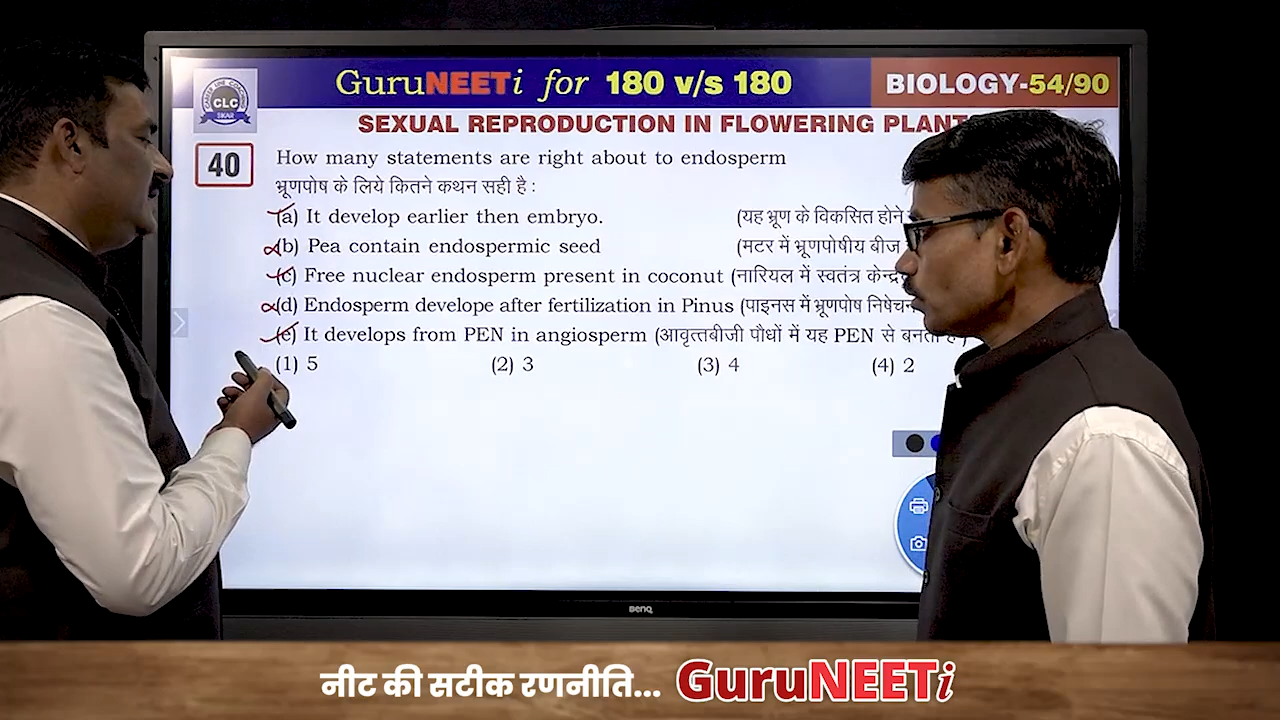 GuruNEETi for 180 v/s 180
BIOLOGY-54/90
CLC
SIKAR
SEXUAL REPRODUCTION IN FLOWERING
40
How many statements are right about to endosperm
भ्रूणपोष के लिये कितने कथन सही है :
(a) It develop earlier then embryo. (यह भ्रूण के विकसित होने
(b) Pea contain endospermic seed (मटर में भ्रूणपोषीय बीज
(c) Free nuclear endosperm present in coconut (नारियल में स्वतंत्र
(d) Endosperm develope after fertilization in Pinus (पाइनस में भ्रूणपोष
(e) It develops from PEN in angiosperm (आवृत्तबीजी पौधों में यह PEN से
(1) 5 (2) 3 (3) 4 (4) 2
BenQ
नीट की सटीक रणनीति... GuruNEETi